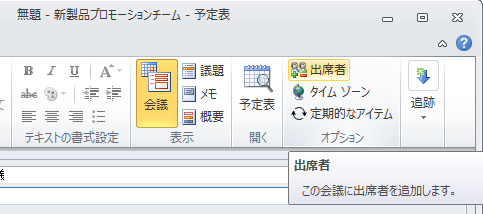 無題 - 新製品プロモーションチーム - 予定表
B I U A
abc A
テキストの書式設定
会議
議題
メモ
概要
表示
予定表
開く
出席者
タイム ゾーン
定期的なアイテム
オプション
追跡
出席者
この会議に出席者を追加します。